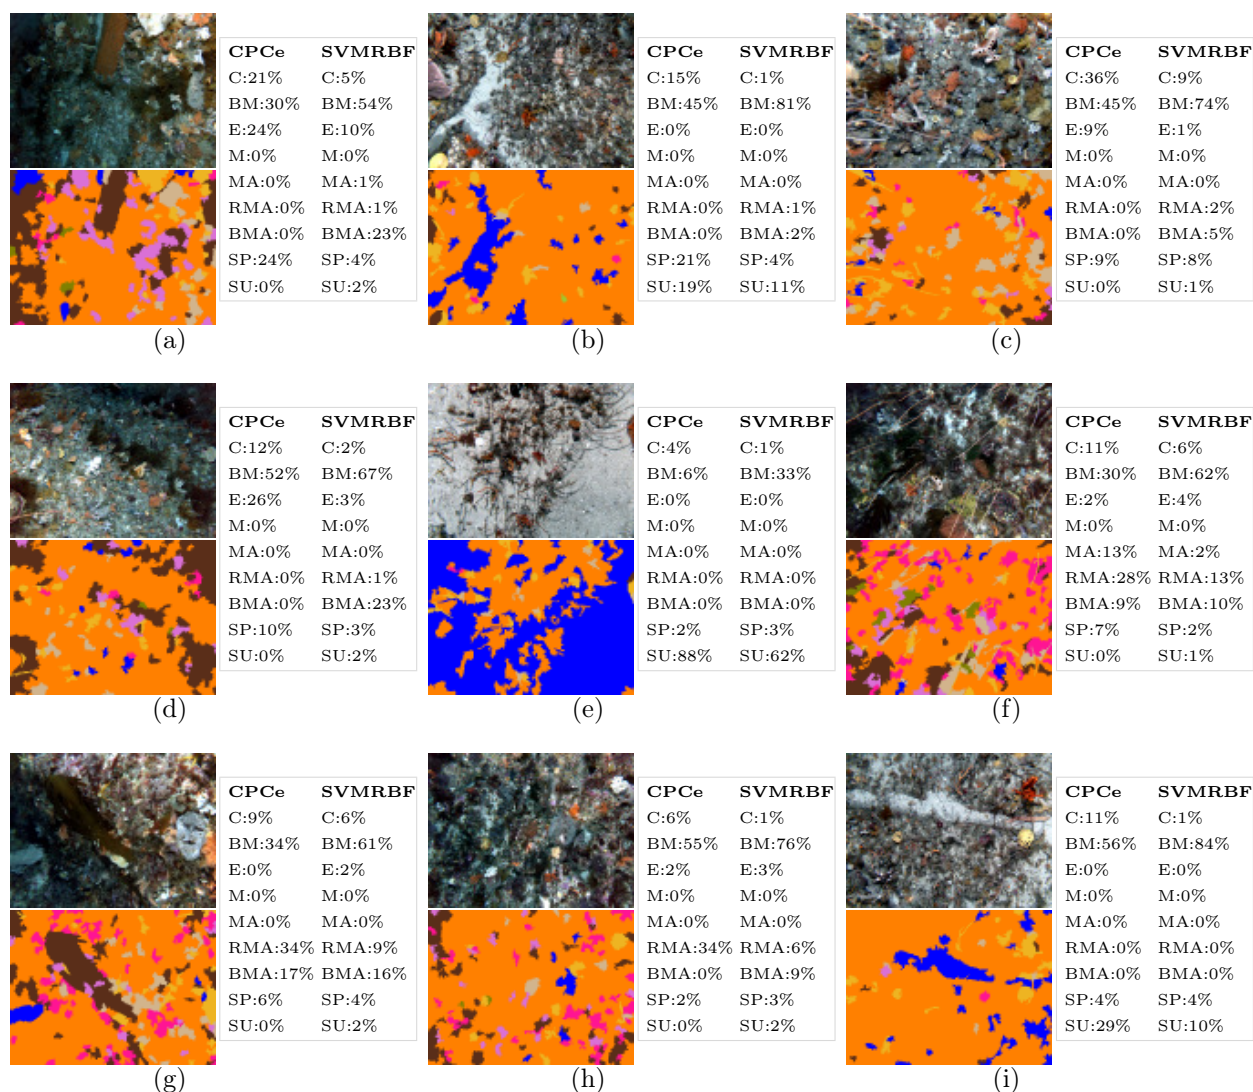 CPCe SVMRBF
C:21% C:5%
BM:30% BM:54%
E:24% E:10%
M:0% M:0%
MA:0% MA:1%
RMA:0% RMA:1%
BMA:0% BMA:23%
SP:24% SP:4%
SU:0% SU:2%
(a)
CPCe SVMRBF
C:15% C:1%
BM:45% BM:81%
E:0% E:0%
M:0% M:0%
MA:0% MA:0%
RMA:0% RMA:1%
BMA:0% BMA:2%
SP:21% SP:4%
SU:19% SU:11%
(b)
CPCe SVMRBF
C:36% C:9%
BM:45% BM:74%
E:9% E:1%
M:0% M:0%
MA:0% MA:0%
RMA:0% RMA:2%
BMA:0% BMA:5%
SP:9% SP:8%
SU:0% SU:1%
(c)
CPCe SVMRBF
C:12% C:2%
BM:52% BM:67%
E:26% E:3%
M:0% M:0%
MA:0% MA:0%
RMA:0% RMA:1%
BMA:0% BMA:23%
SP:10% SP:3%
SU:0% SU:2%
(d)
CPCe SVMRBF
C:4% C:1%
BM:6% BM:33%
E:0% E:0%
M:0% M:0%
MA:0% MA:0%
RMA:0% RMA:0%
BMA:0% BMA:0%
SP:2% SP:3%
SU:88% SU:62%
(e)
CPCe SVMRBF
C:11% C:6%
BM:30% BM:62%
E:2% E:4%
M:0% M:0%
MA:13% MA:2%
RMA:28% RMA:13%
BMA:9% BMA:10%
SP:7% SP:2%
SU:0% SU:1%
(f)
CPCe SVMRBF
C:9% C:6%
BM:34% BM:61%
E:0% E:2%
M:0% M:0%
MA:0% MA:0%
RMA:34% RMA:9%
BMA:17% BMA:16%
SP:6% SP:4%
SU:0% SU:2%
(g)
CPCe SVMRBF
C:6% C:1%
BM:55% BM:76%
E:2% E:3%
M:0% M:0%
MA:0% MA:0%
RMA:34% RMA:6%
BMA:0% BMA:9%
SP:2% SP:3%
SU:0% SU:2%
(h)
CPCe SVMRBF
C:11% C:1%
BM:56% BM:84%
E:0% E:0%
M:0% M:0%
MA:0% MA:0%
RMA:0% RMA:0%
BMA:0% BMA:0%
SP:4% SP:4%
SU:29% SU:10%
(i)